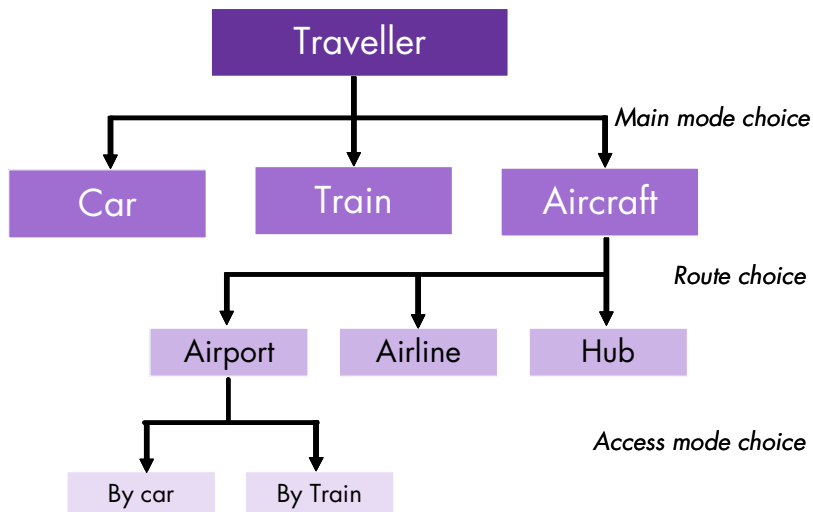 Traveller
Main mode choice
Car
Train
Aircraft
Route choice
Airport
Airline
Hub
Access mode choice
By car
By Train